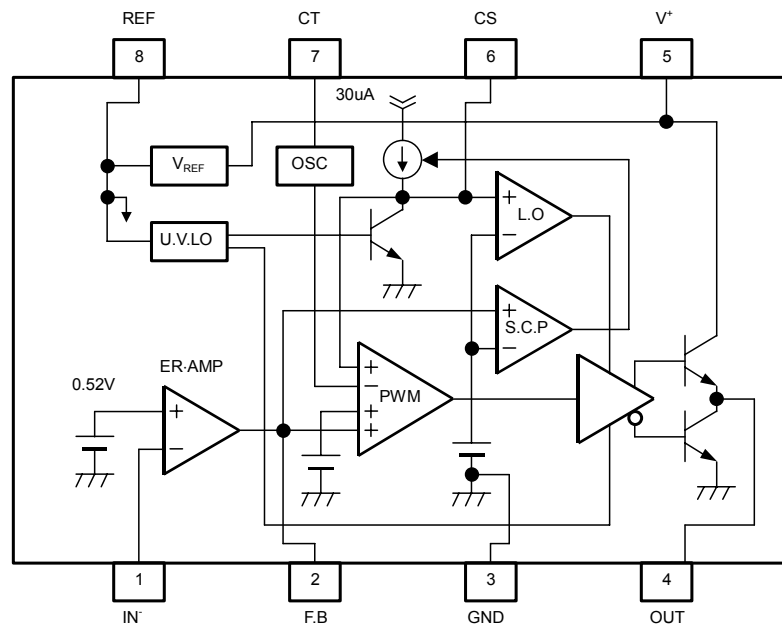 REF CT CS V⁺
8 7 6 5
30uA
V_REF OSC
+ L.O
−
U.V.LO
+ S.C.P
−
ER·AMP
0.52V
+
−
+
− PWM
+
+
1 2 3 4
IN⁻ F.B GND OUT